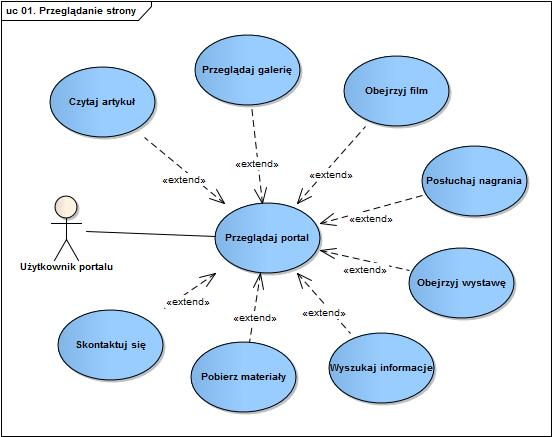 uc 01. Przeglądanie strony
Przeglądaj galerię
Obejrzyj film
Czytaj artykuł
«extend»
«extend»
«extend»
Posłuchaj nagrania
«extend»
Przeglądaj portal
Użytkownik portalu
«extend»
Obejrzyj wystawę
«extend»
«extend»
«extend»
Skontaktuj się
Pobierz materiały
Wyszukaj informacje